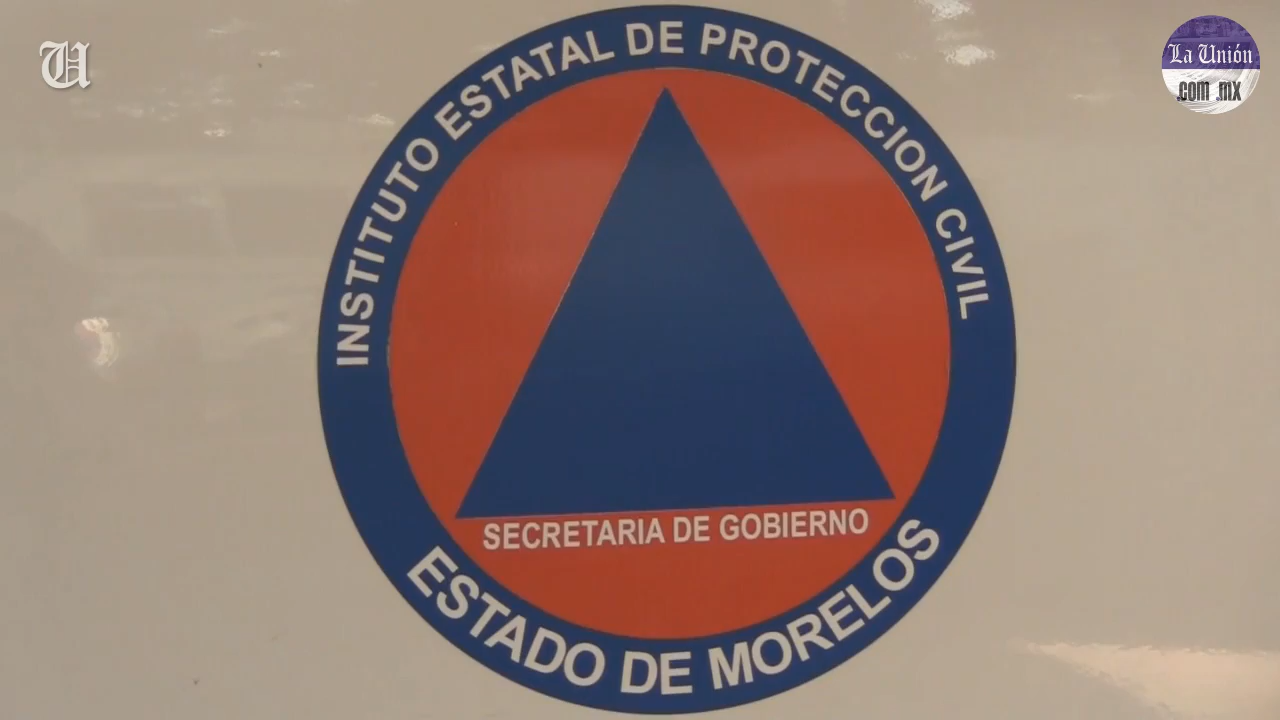 U
La Unión
.com .mx
INSTITUTO ESTATAL DE PROTECCION CIVIL
SECRETARIA DE GOBIERNO
ESTADO DE MORELOS